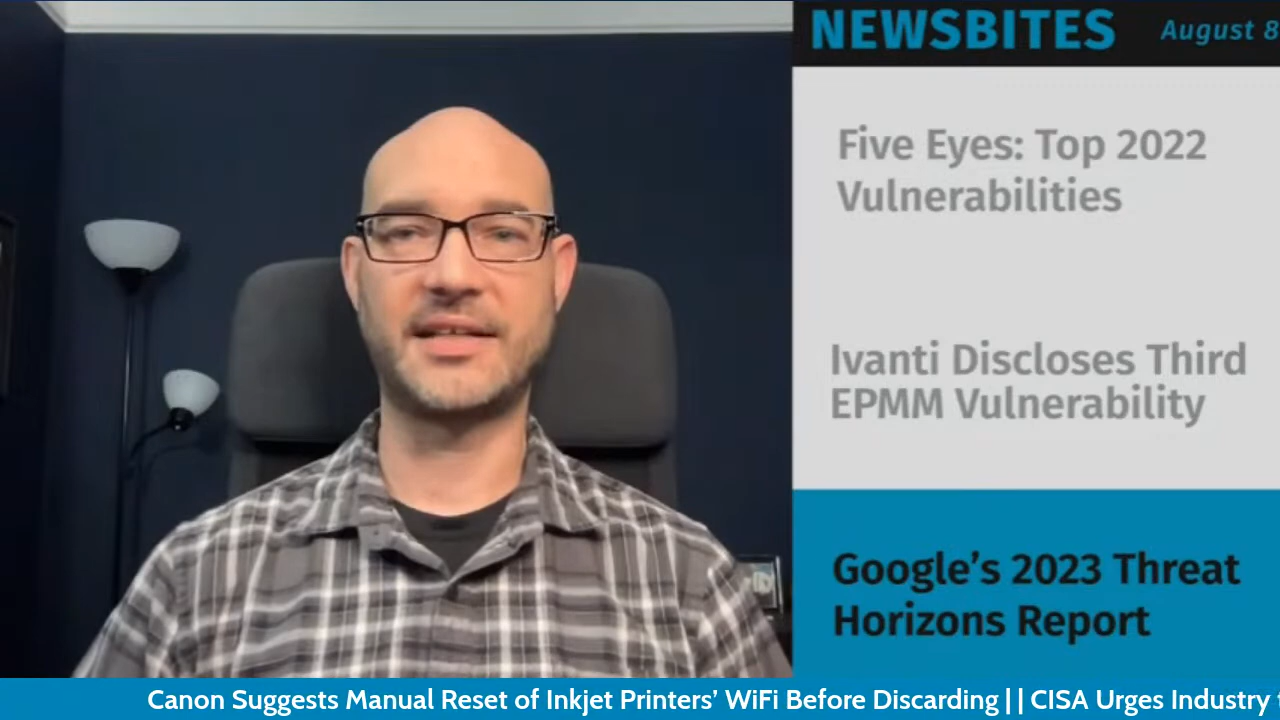 NEWSBITES August 8
Five Eyes: Top 2022
Vulnerabilities
Ivanti Discloses Third
EPMM Vulnerability
Google's 2023 Threat
Horizons Report
Canon Suggests Manual Reset of Inkjet Printers' WiFi Before Discarding | | CISA Urges Industry